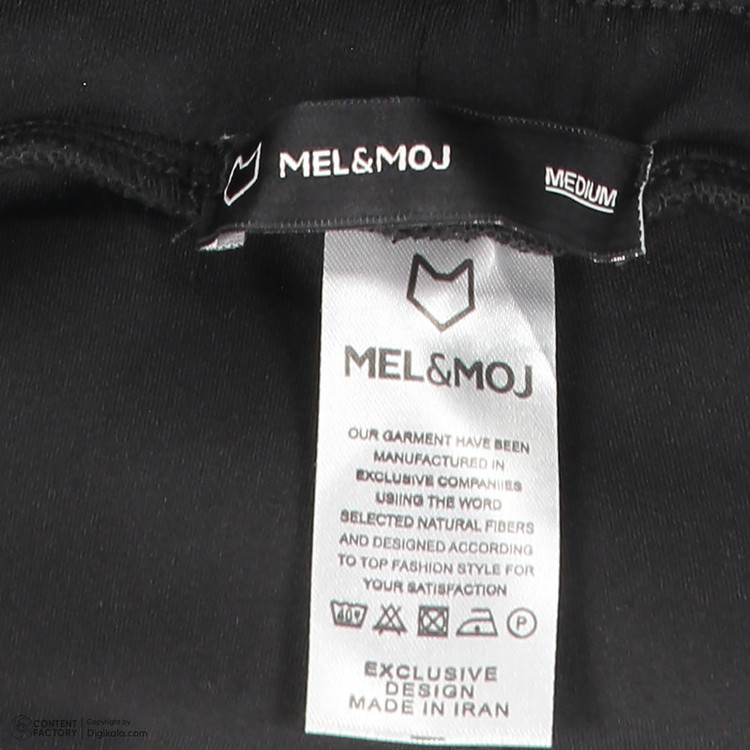 MEL&MOJ
MEDIUM
MEL&MOJ
OUR GARMENT HAVE BEEN
MANUFACTURED IN
EXCLUSIVE COMPANIIES
USIING THE WORD
SELECTED NATURAL FIBERS
AND DESIGNED ACCORDING
TO TOP FASHION STYLE FOR
YOUR SATISFACTION
40°
P
EXCLUSIVE
DESIGN
MADE IN IRAN
CONTENT
FACTORY
Copyright by
Digikala.com